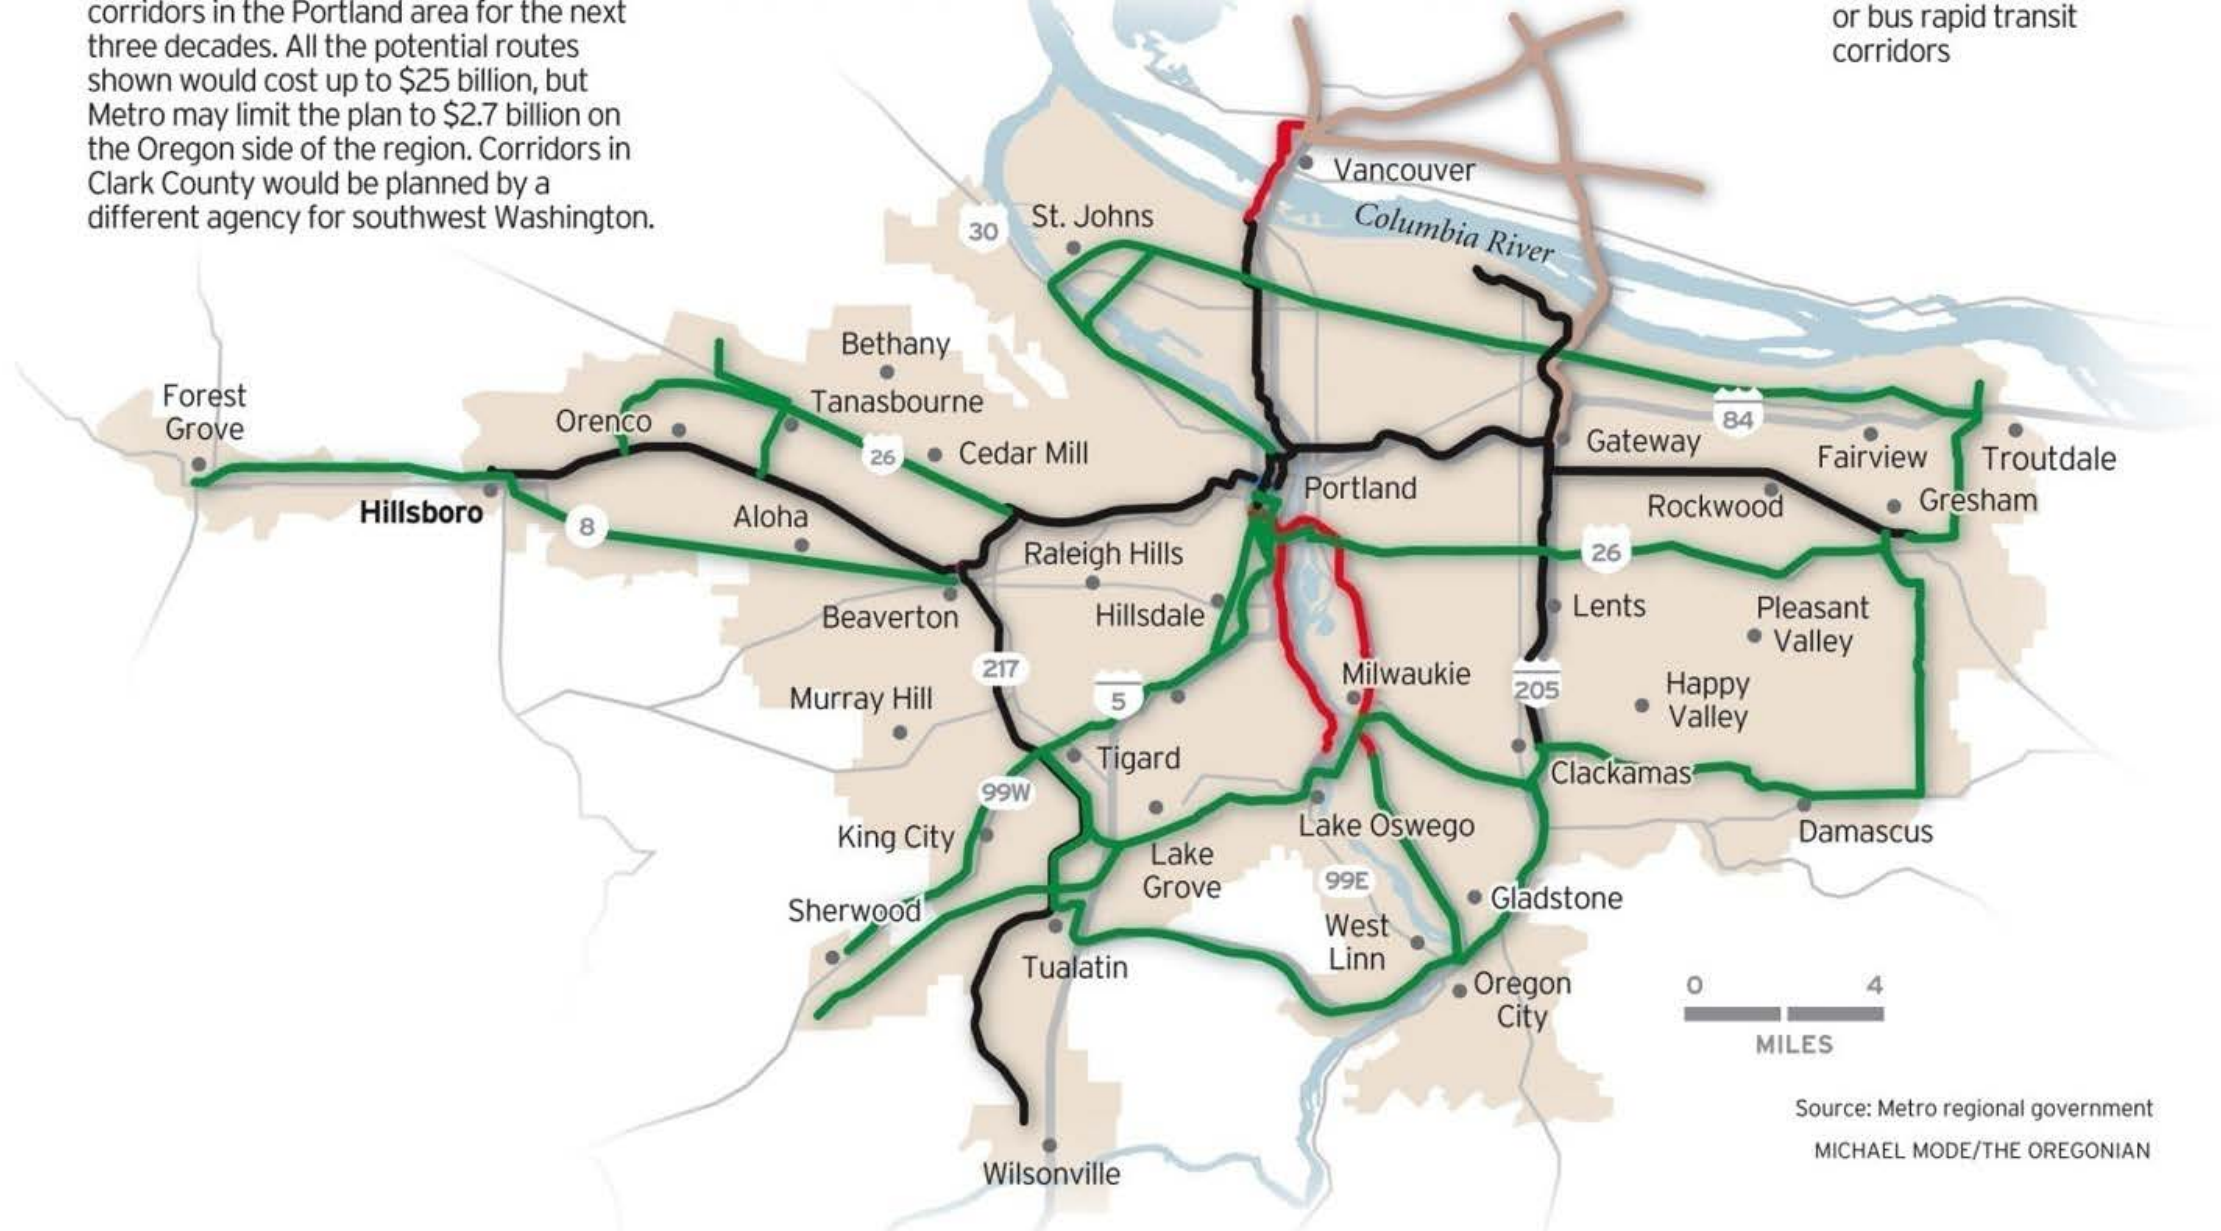 corridors in the Portland area for the next
three decades. All the potential routes
shown would cost up to $25 billion, but
Metro may limit the plan to $2.7 billion on
the Oregon side of the region. Corridors in
Clark County would be planned by a
different agency for southwest Washington.
or bus rapid transit
corridors
Vancouver
Columbia River
St. Johns
30
Bethany
Tanasbourne
Forest
Grove
Orenco
26
Cedar Mill
84
Gateway
Fairview
Troutdale
Hillsboro
8
Aloha
Portland
Rockwood
Gresham
Raleigh Hills
26
Beaverton
Hillsdale
Lents
Pleasant
Valley
217
Murray Hill
5
Milwaukie
205
Happy
Valley
Tigard
Clackamas
99W
King City
Lake Oswego
Damascus
Lake
Grove
99E
Sherwood
Gladstone
West
Linn
Tualatin
Oregon
City
0
4
MILES
Wilsonville
Source: Metro regional government
MICHAEL MODE/THE OREGONIAN